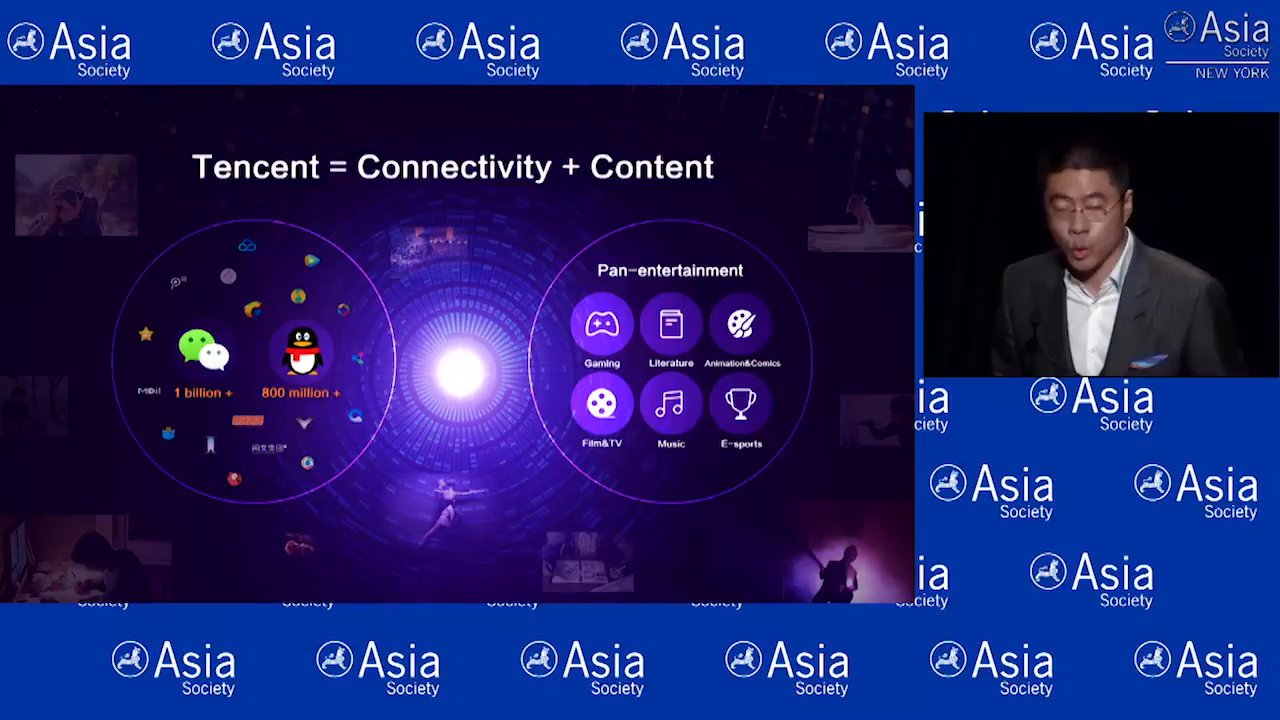 Asia
Society
Asia
Society
Asia
Society
Asia
Society
Asia
Society
Asia
Society
Asia
Society
NEW YORK
Tencent = Connectivity + Content
Pan-entertainment
Gaming
Literature
Animation&Comics
1 billion +
800 million +
Film&TV
Music
E-sports
Asia
Society
Asia
Society
Asia
Society
Asia
Society
Asia
Society
Asia
Society
Asia
Society
Asia
Society
Asia
Society
Asia
Society